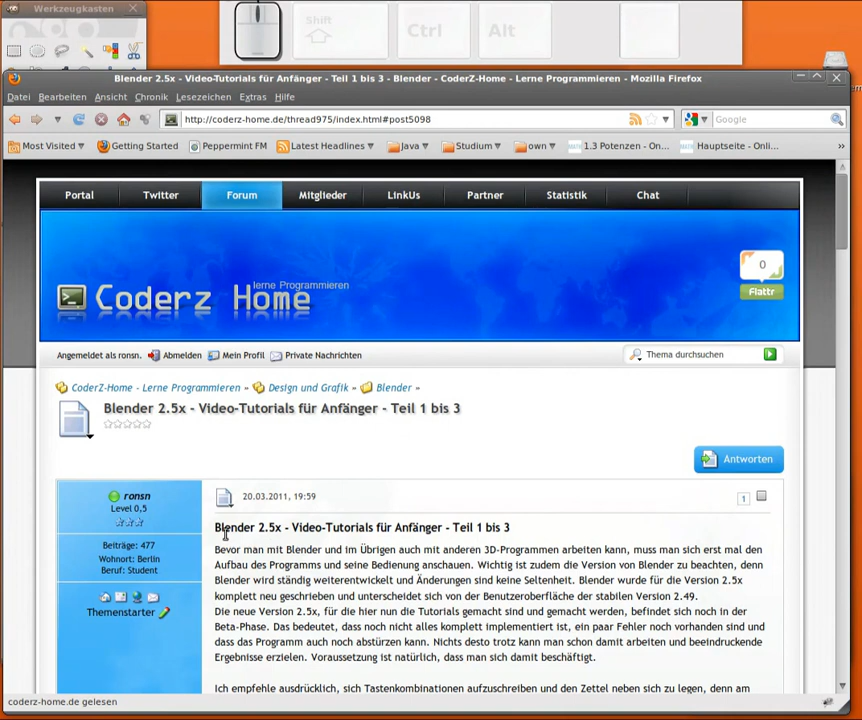 Werkzeugkasten
Shift
Ctrl
Alt
Blender 2.5x - Video-Tutorials für Anfänger - Teil 1 bis 3 - Blender - CoderZ-Home - Lerne Programmieren - Mozilla Firefox
Datei Bearbeiten Ansicht Chronik Lesezeichen Extras Hilfe
http://coderz-home.de/thread975/index.html#post5098
Google
Most Visited Getting Started Peppermint FM Latest Headlines Java Studium own 1.3 Potenzen - On... Hauptseite - Onli... »
Portal Twitter Forum Mitglieder LinkUs Partner Statistik Chat
0
Flattr
lerne Programmieren
Coderz Home
Angemeldet als ronsn. Abmelden Mein Profil Private Nachrichten
Thema durchsuchen
CoderZ-Home - Lerne Programmieren » Design und Grafik » Blender »
Blender 2.5x - Video-Tutorials für Anfänger - Teil 1 bis 3
Antworten
ronsn
Level 0,5
Beiträge: 477
Wohnort: Berlin
Beruf: Student
Themenstarter
20.03.2011, 19:59
1
Blender 2.5x - Video-Tutorials für Anfänger - Teil 1 bis 3
Bevor man mit Blender und im Übrigen auch mit anderen 3D-Programmen arbeiten kann, muss man sich erst mal den
Aufbau des Programms und seine Bedienung anschauen. Wichtig ist zudem die Version von Blender zu beachten, denn
Blender wird ständig weiterentwickelt und Änderungen sind keine Seltenheit. Blender wurde für die Version 2.5x
komplett neu geschrieben und unterscheidet sich von der Benutzeroberfläche der stabilen Version 2.49.
Die neue Version 2.5x, für die hier nun die Tutorials gemacht sind und gemacht werden, befindet sich noch in der
Beta-Phase. Das bedeutet, dass noch nicht alles komplett implementiert ist, ein paar Fehler noch vorhanden sind und
dass das Programm auch noch abstürzen kann. Nichts desto trotz kann man schon damit arbeiten und beeindruckende
Ergebnisse erzielen. Voraussetzung ist natürlich, dass man sich damit beschäftigt.
Ich empfehle ausdrücklich, sich Tastenkombinationen aufzuschreiben und den Zettel neben sich zu legen, denn am
coderz-home.de gelesen